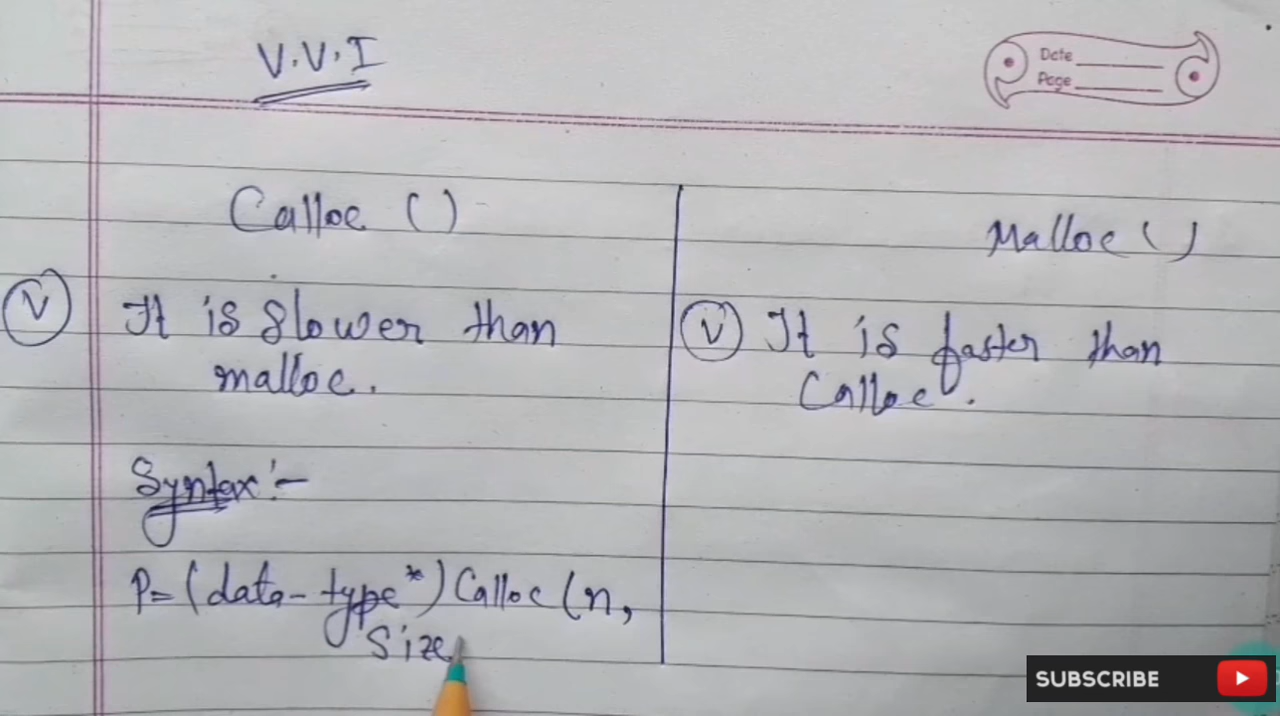 V.V.I
Date
Page
Calloc ()
(V) It is slower than
malloc.
Syntax:-
P=(data-type*) Calloc (n,
Size
Malloc ()
(V) It is faster than
Calloc.
SUBSCRIBE